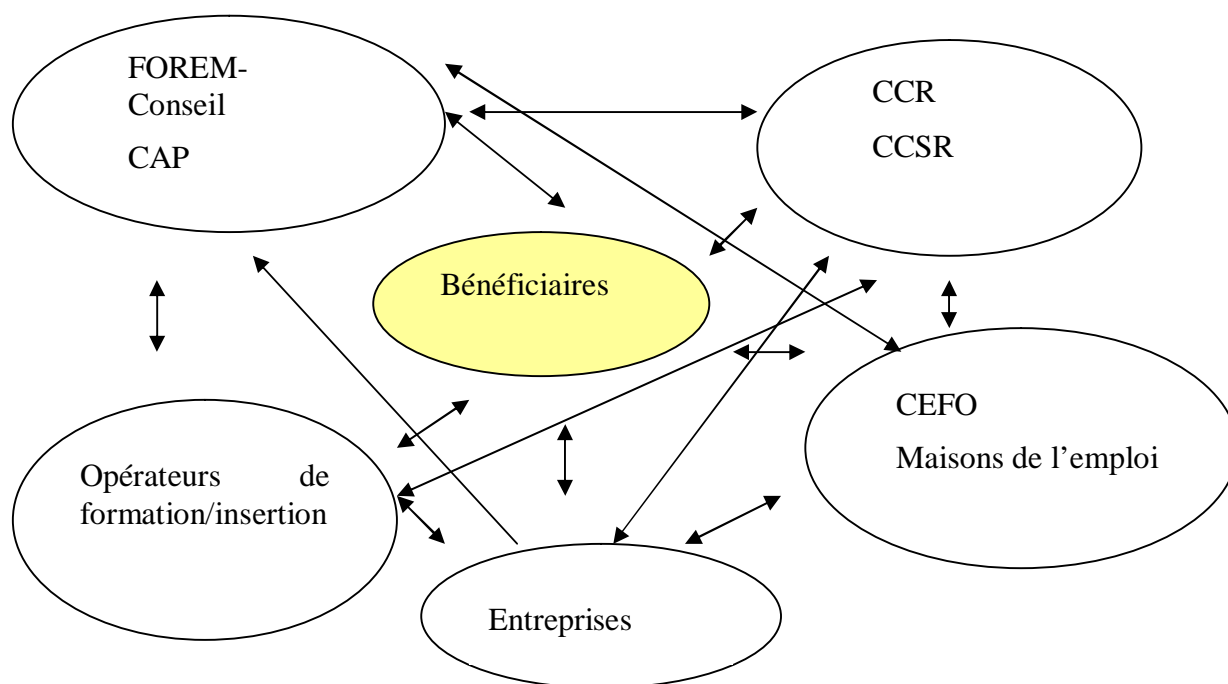 FOREM-
Conseil
CAP
CCR
CCSR
Bénéficiaires
CEFO
Maisons de l’emploi
Opérateurs de
formation/insertion
Entreprises